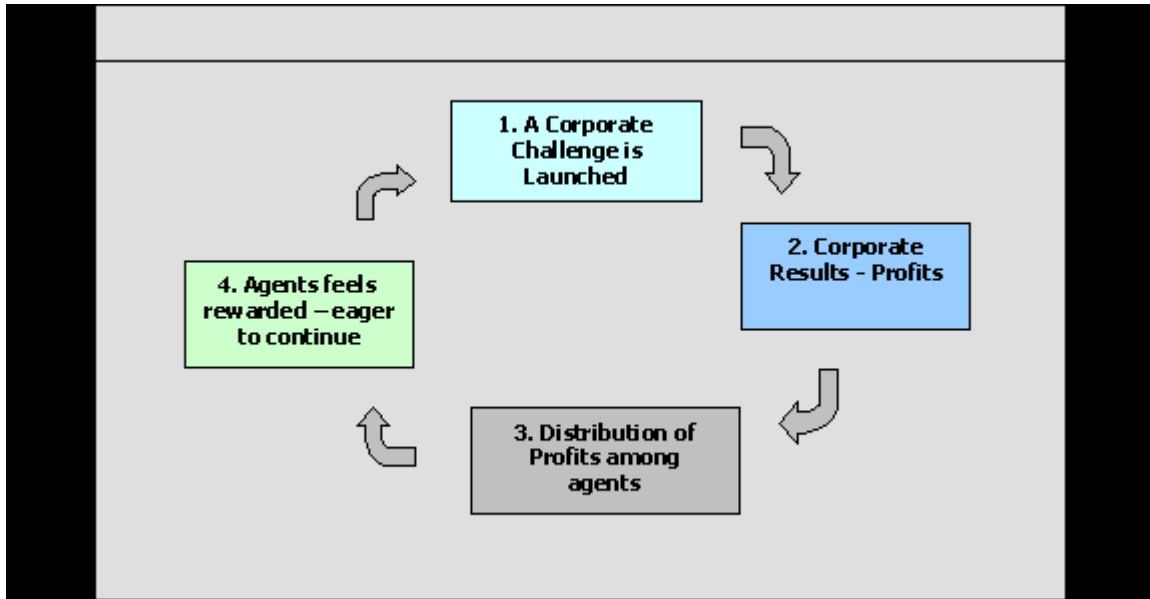 1. A Corporate
Challenge is
Launched
2. Corporate
Results - Profits
3. Distribution of
Profits among
agents
4. Agents feels
rewarded – eager
to continue